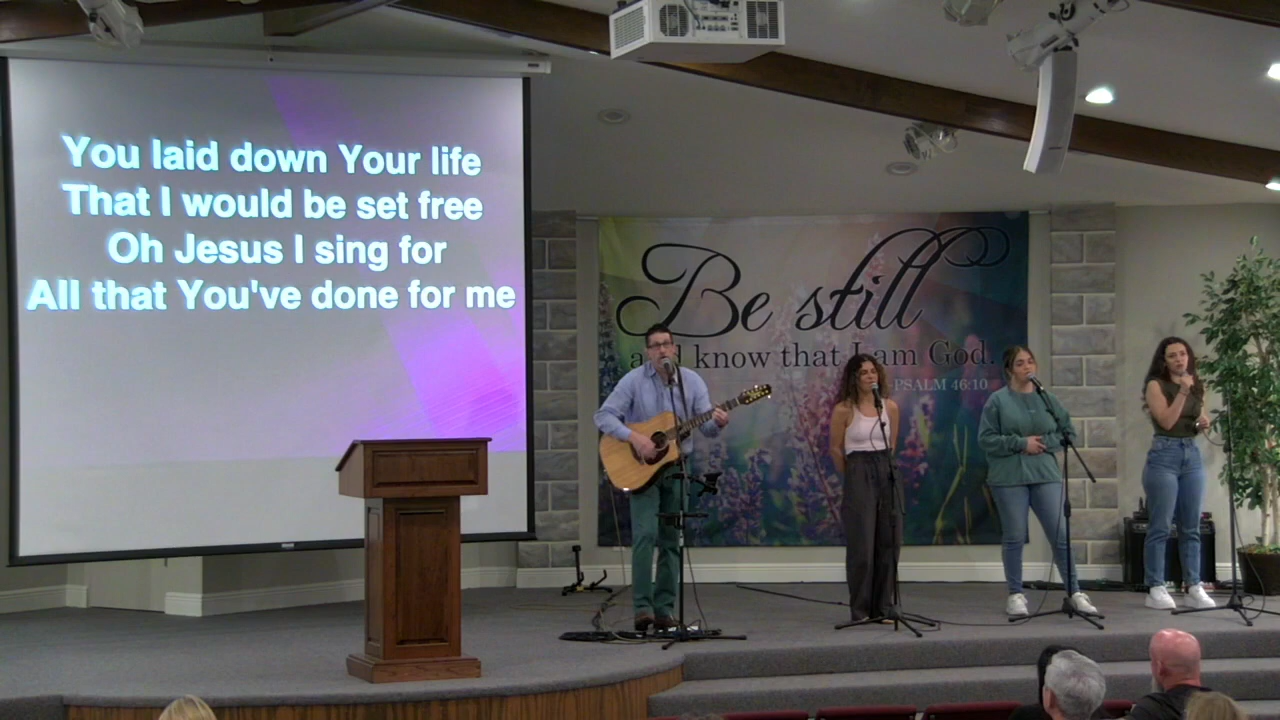 You laid down Your life
That I would be set free
Oh Jesus I sing for
All that You've done for me
Be still
and know that I am God.
-PSALM 46:10